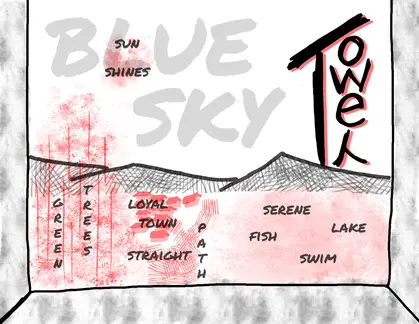 BLUE
SKY
SUN
SHINES
TOWER
GREEN
TREES
LOYAL
TOWN
STRAIGHT
PATH
SERENE
FISH
LAKE
SWIM